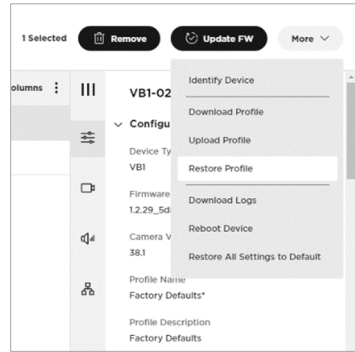 1 Selected
Remove
Update FW
More
olumns
VB1-02
Identify Device
Download Profile
Configu
Upload Profile
Device Ty
VB1
Restore Profile
Firmware
1.2.29_5d
Download Logs
Camera V
38.1
Reboot Device
Restore All Settings to Default
Profile Name
Factory Defaults*
Profile Description
Factory Defaults